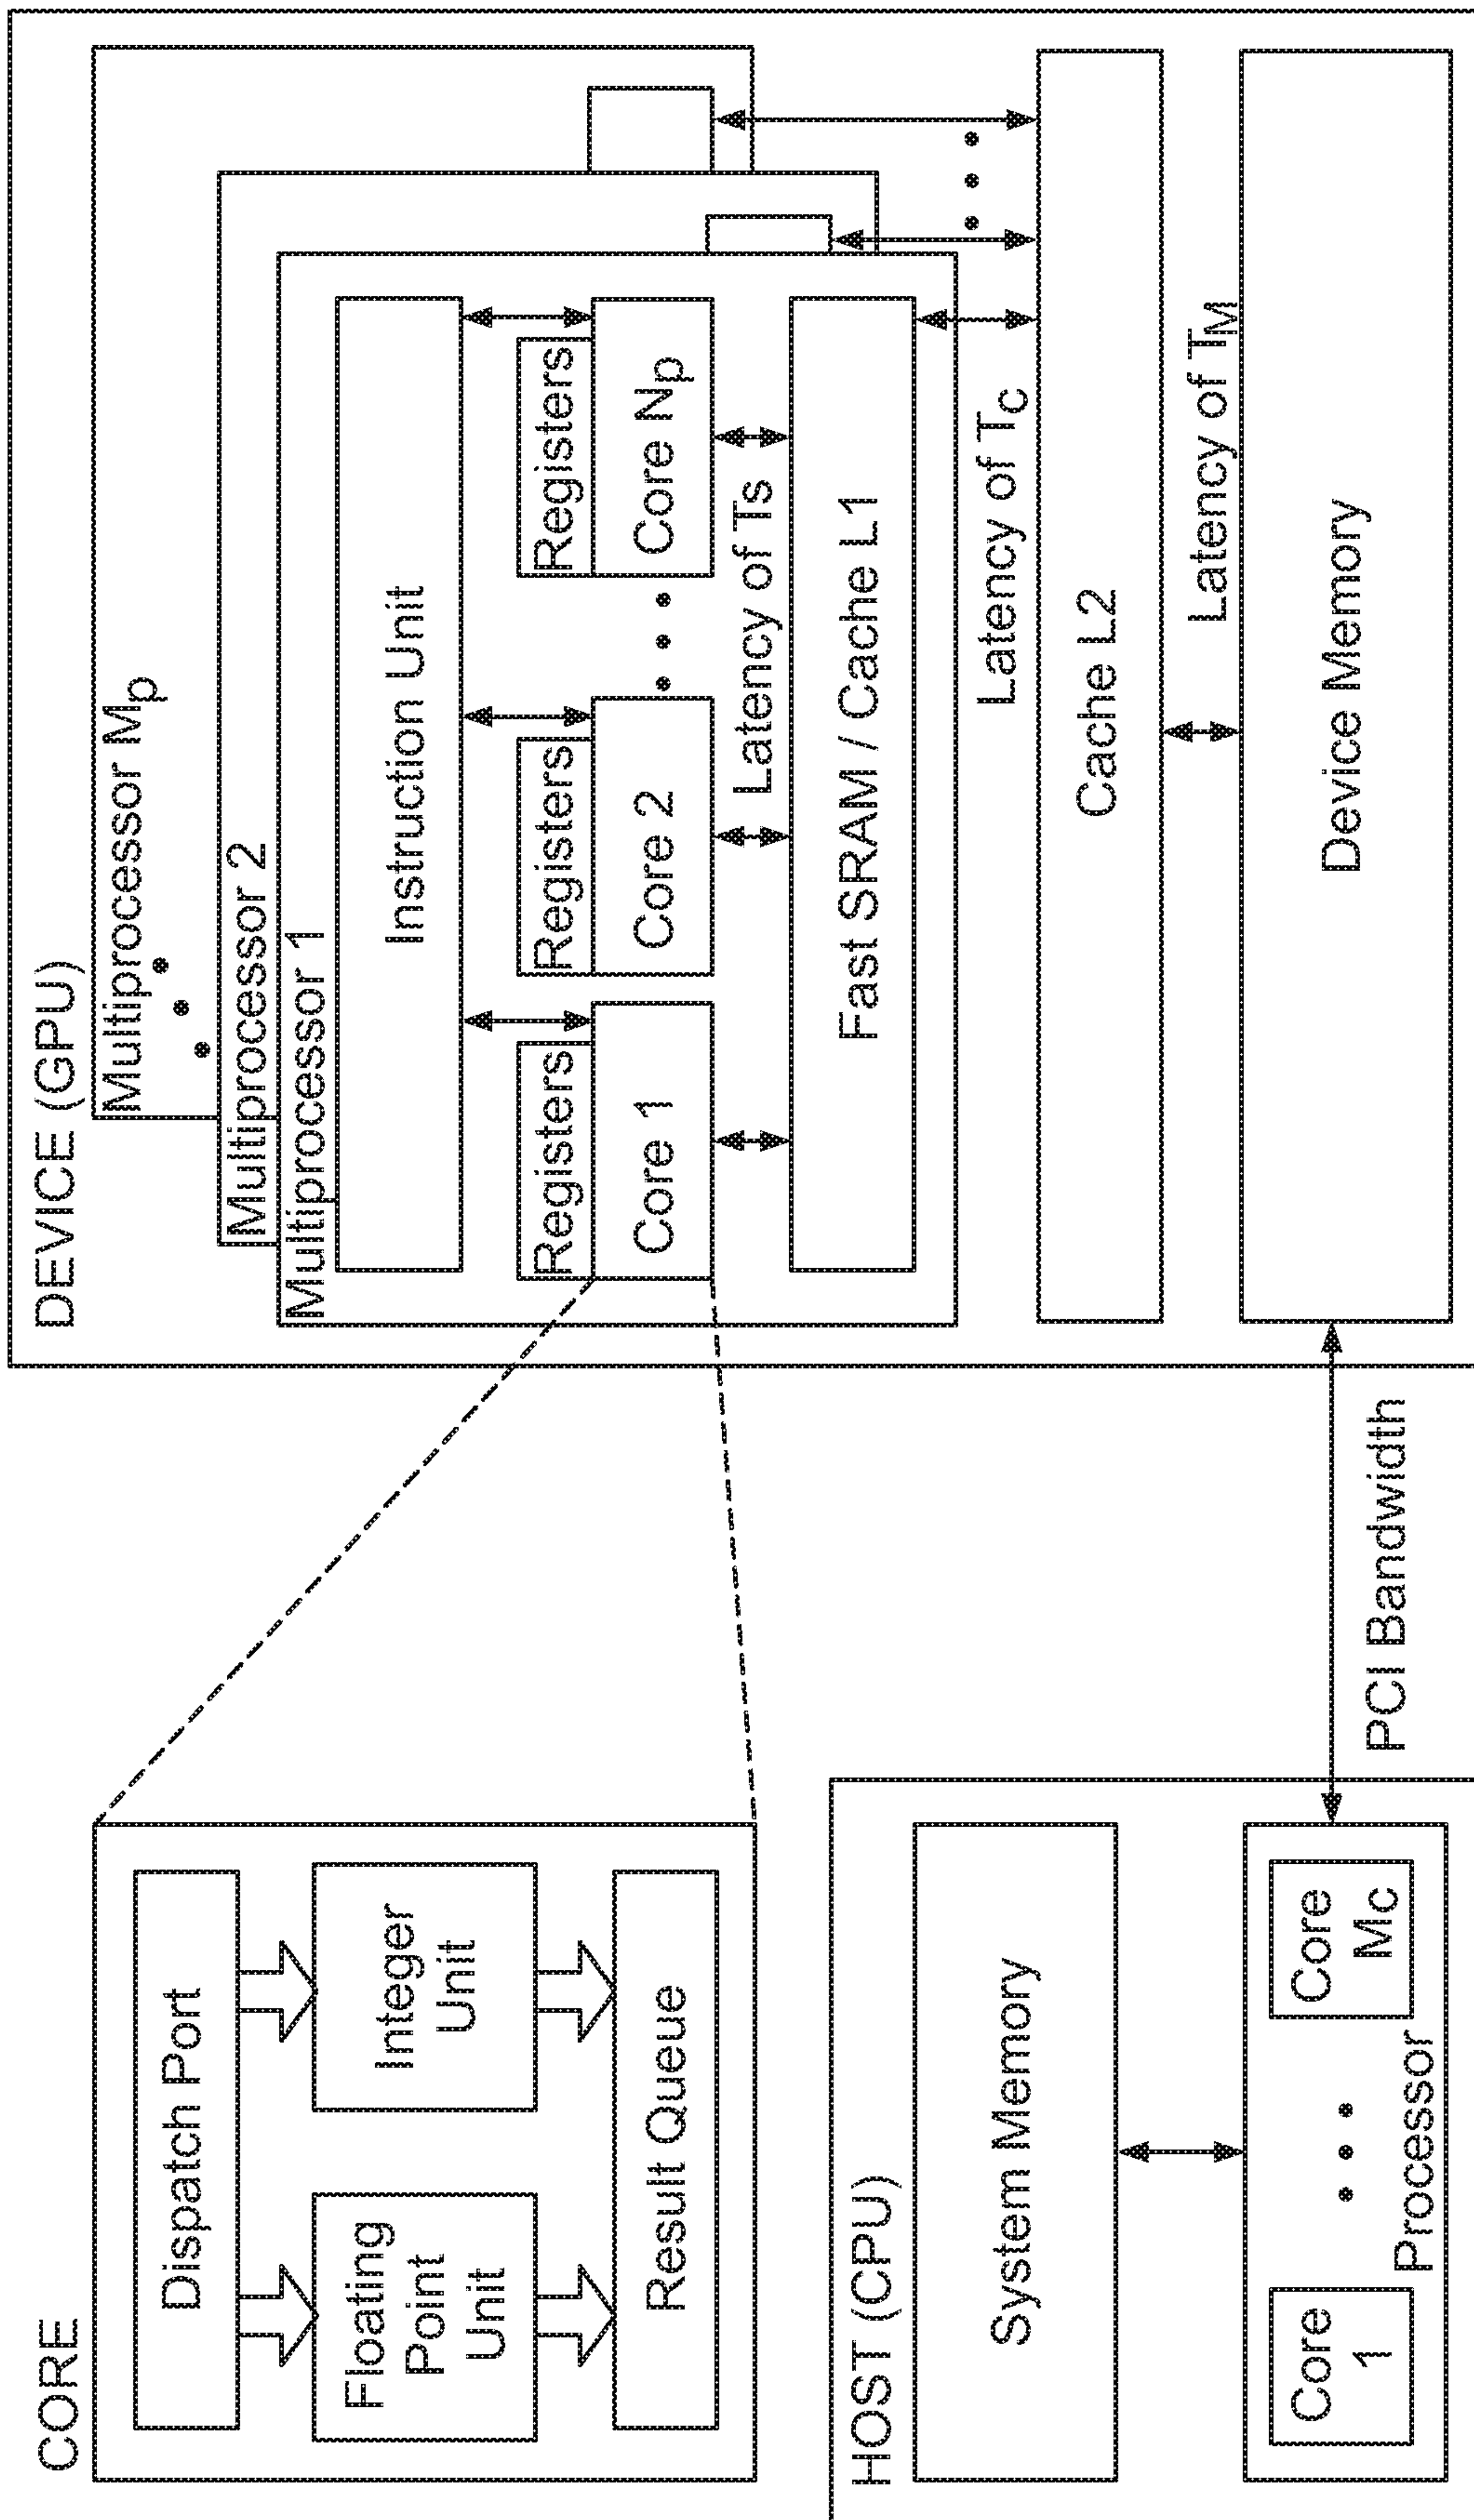 CORE
Dispatch Port
Floating
Point
Unit
Integer
Unit
Result Queue
HOST (CPU)
System Memory
Core
1
Core
Mc
Processor
PCI Bandwidth
DEVICE (GPU)
Multiprocessor Mp
Multiprocessor 2
Multiprocessor 1
Instruction Unit
Registers
Core 1
Registers
Core 2
Registers
Core Np
Latency of Ts
Fast SRAM / Cache L1
Latency of TC
Cache L2
Latency of TM
Device Memory